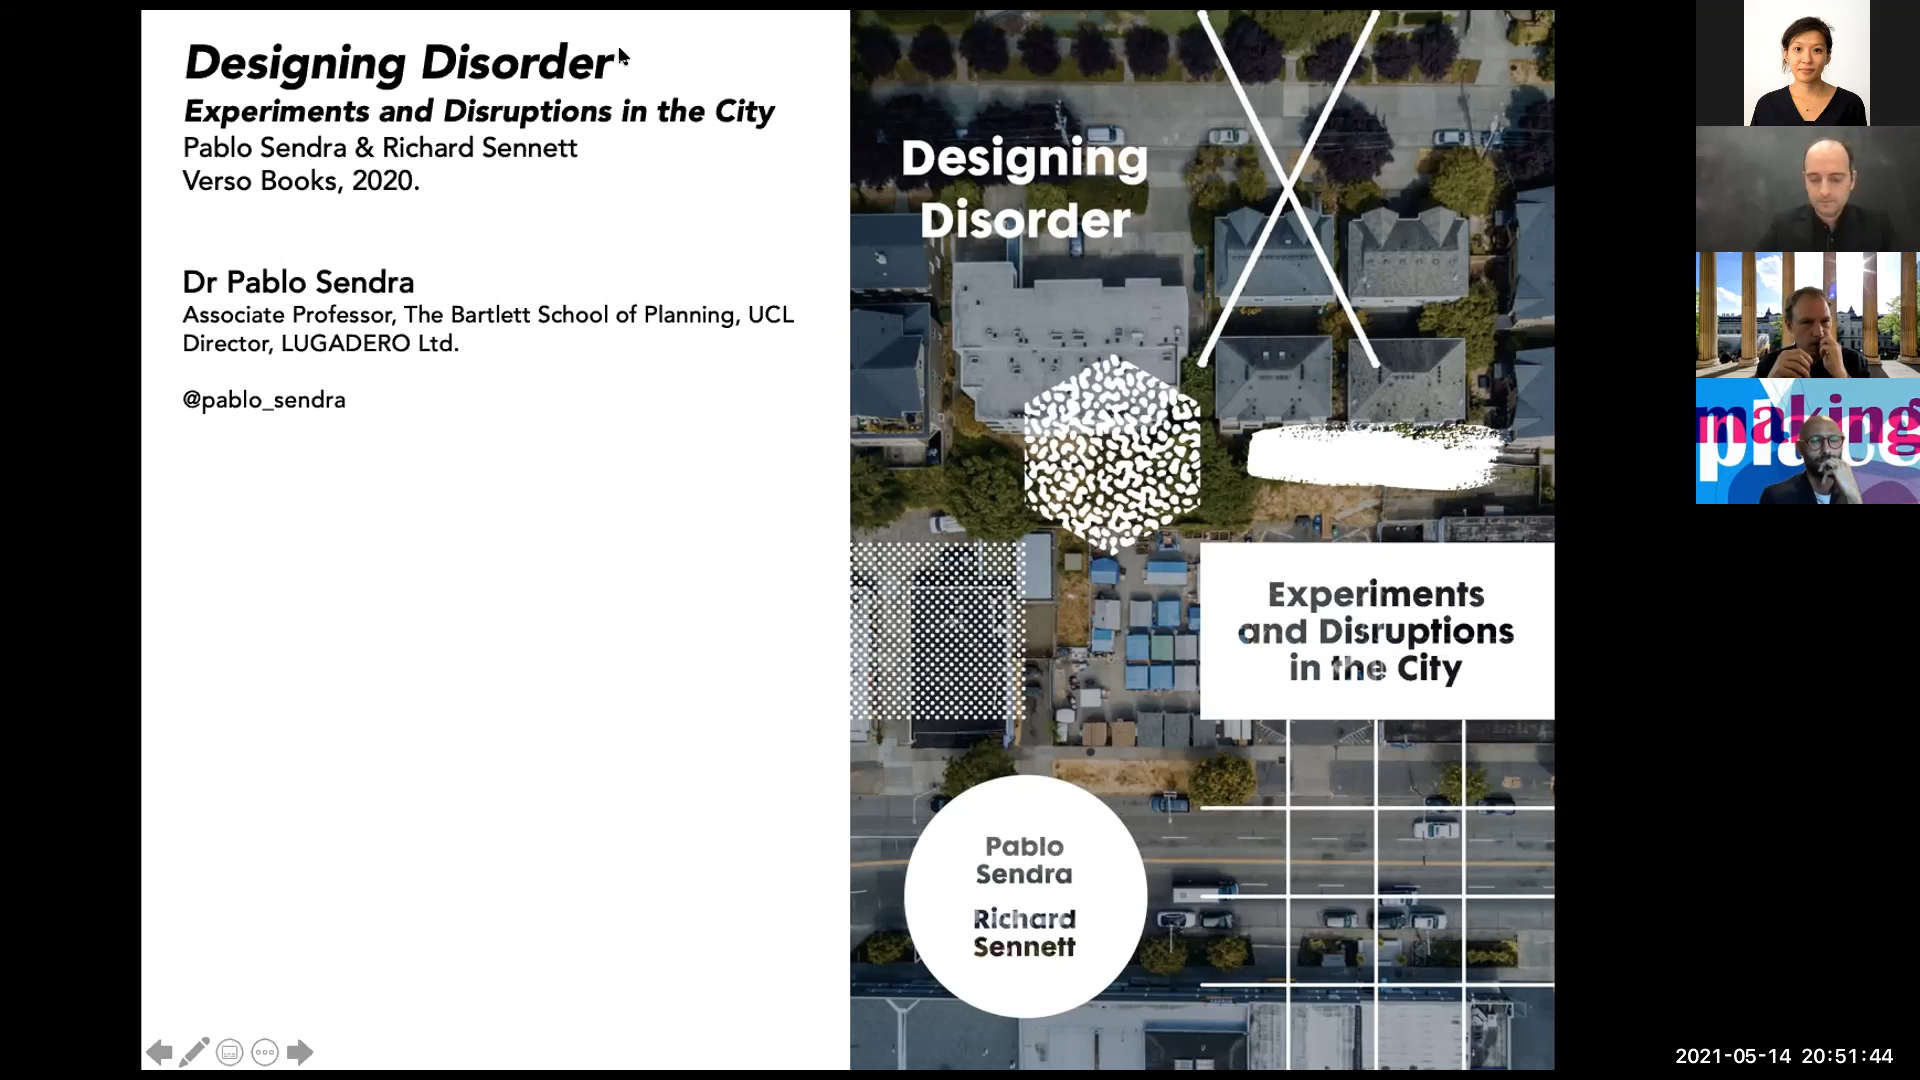 Designing Disorder
Experiments and Disruptions in the City
Pablo Sendra & Richard Sennett
Verso Books, 2020.
Dr Pablo Sendra
Associate Professor, The Bartlett School of Planning, UCL
Director, LUGADERO Ltd.
@pablo_sendra
Designing
Disorder
Experiments
and Disruptions
in the City
Pablo
Sendra
Richard
Sennett
making
place
2021-05-14 20:51:44